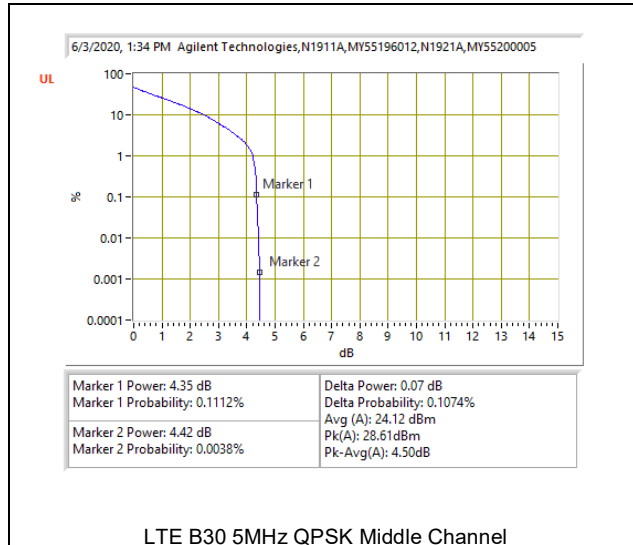 6/3/2020, 1:34 PM Agilent Technologies,N1911A,MY55196012,N1921A,MY55200005
UL
100
10
1
0.1
0.01
0.001
0.0001
%
Marker 1
Marker 2
0 1 2 3 4 5 6 7 8 9 10 11 12 13 14 15
dB
Marker 1 Power: 4.35 dB
Marker 1 Probability: 0.1112%
Marker 2 Power: 4.42 dB
Marker 2 Probability: 0.0038%
Delta Power: 0.07 dB
Delta Probability: 0.1074%
Avg (A): 24.12 dBm
Pk(A): 28.61dBm
Pk-Avg(A): 4.50dB
LTE B30 5MHz QPSK Middle Channel